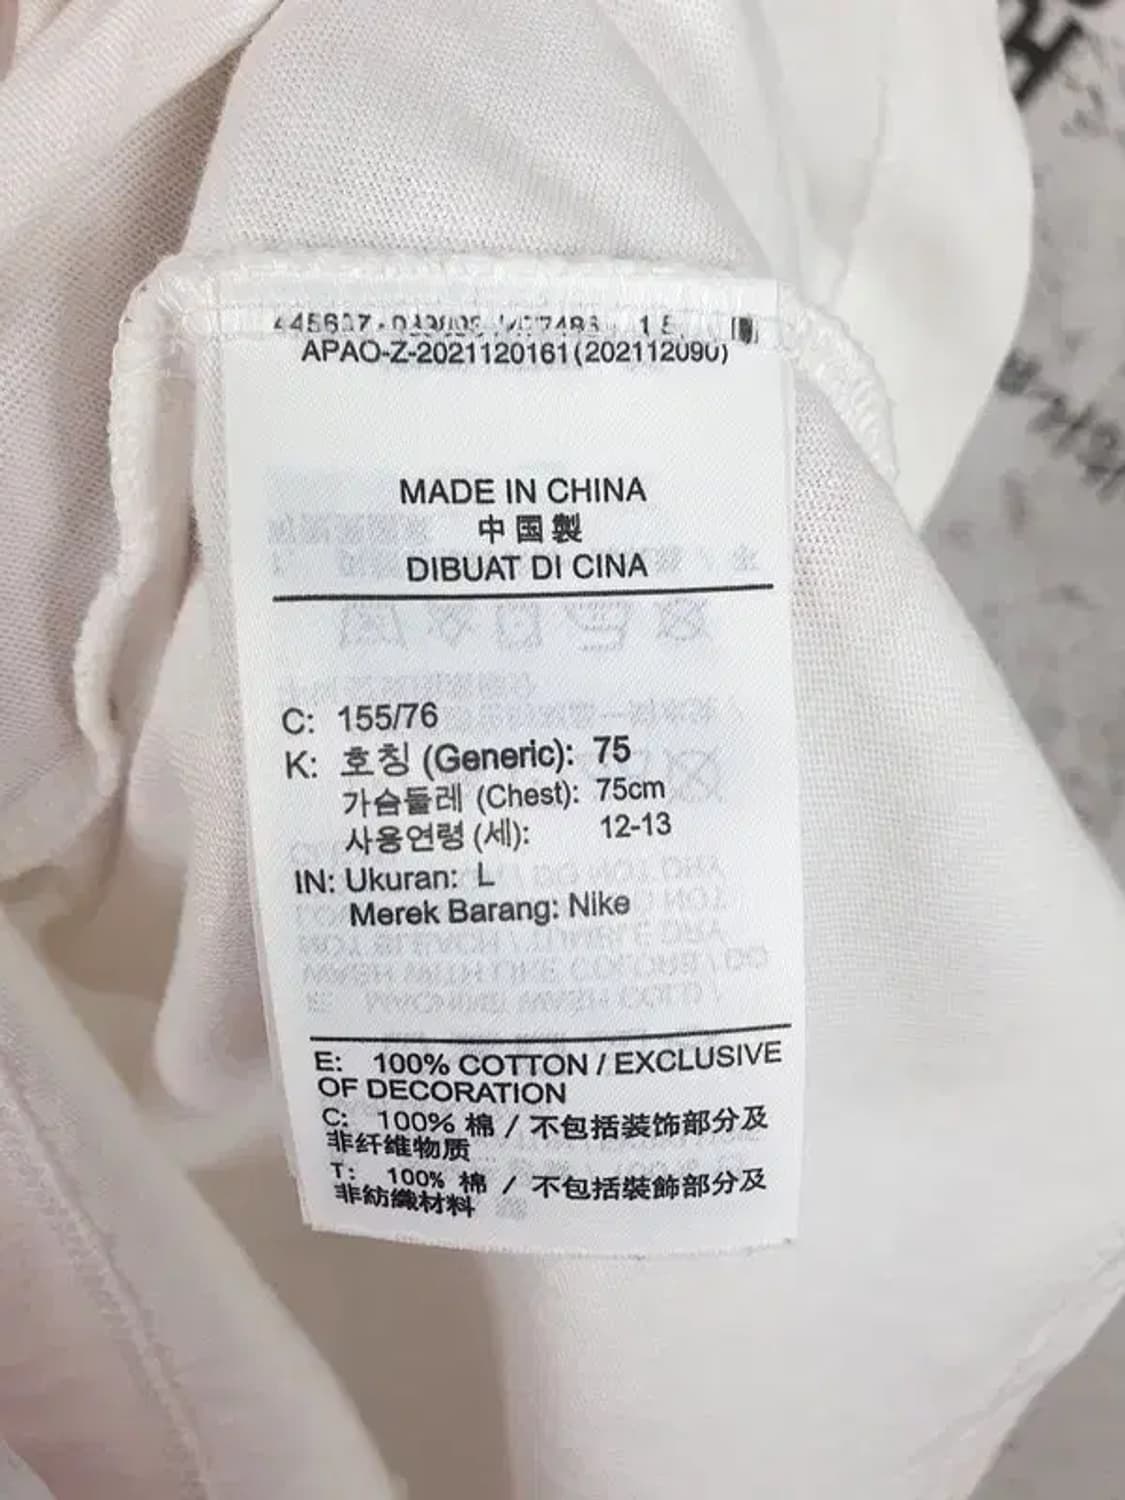 APAO-Z-2021120161(202112090)
MADE IN CHINA
中国製
DIBUAT DI CINA
C: 155/76
K: 호칭 (Generic): 75
가슴둘레 (Chest): 75cm
사용연령 (세): 12-13
IN: Ukuran: L
Merek Barang: Nike
E: 100% COTTON / EXCLUSIVE
OF DECORATION
C: 100% 棉 / 不包括装饰部分及
非纤维物质
T: 100% 棉 / 不包括裝飾部分及
非紡織材料